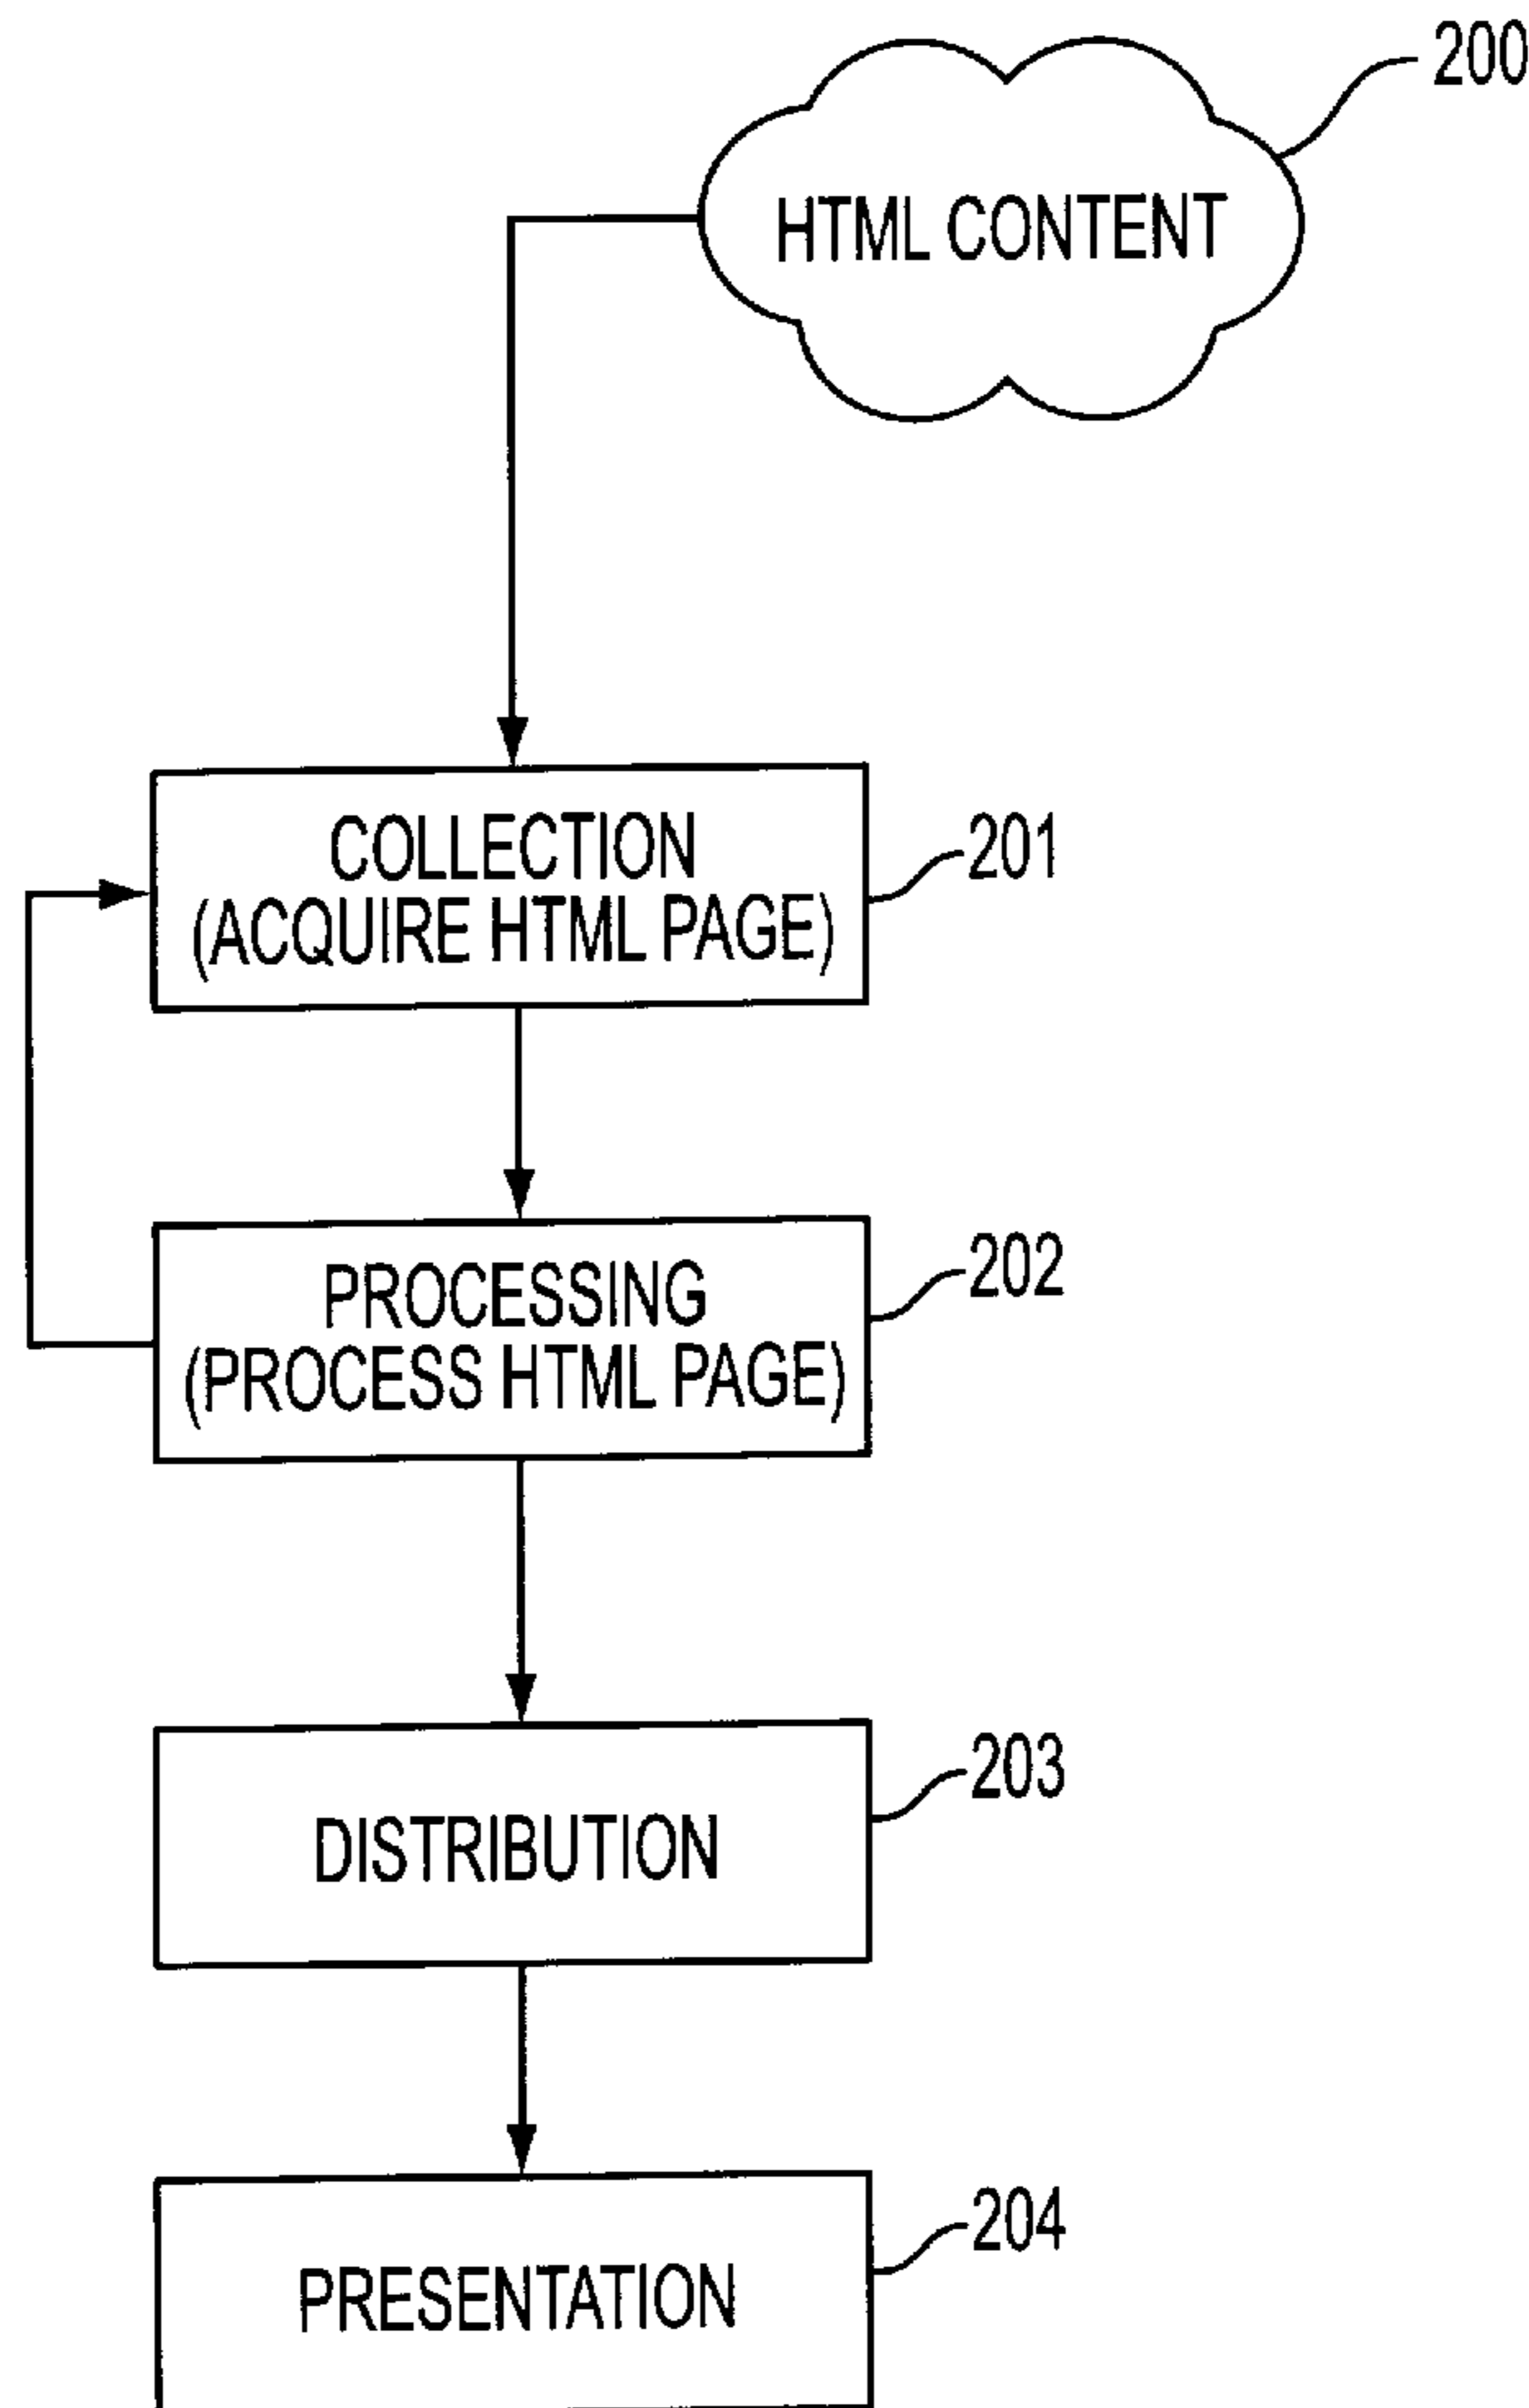 200
HTML CONTENT
COLLECTION
(ACQUIRE HTML PAGE)
201
PROCESSING
(PROCESS HTML PAGE)
202
DISTRIBUTION
203
PRESENTATION
204